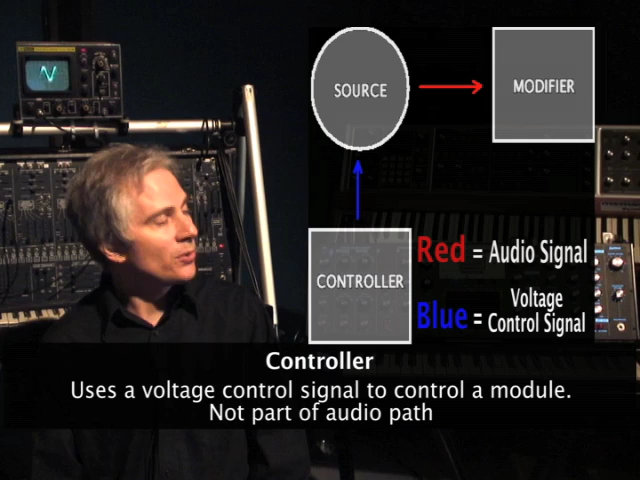 SOURCE
MODIFIER
CONTROLLER
Red = Audio Signal
Blue = Voltage
Control Signal
Controller
Uses a voltage control signal to control a module.
Not part of audio path